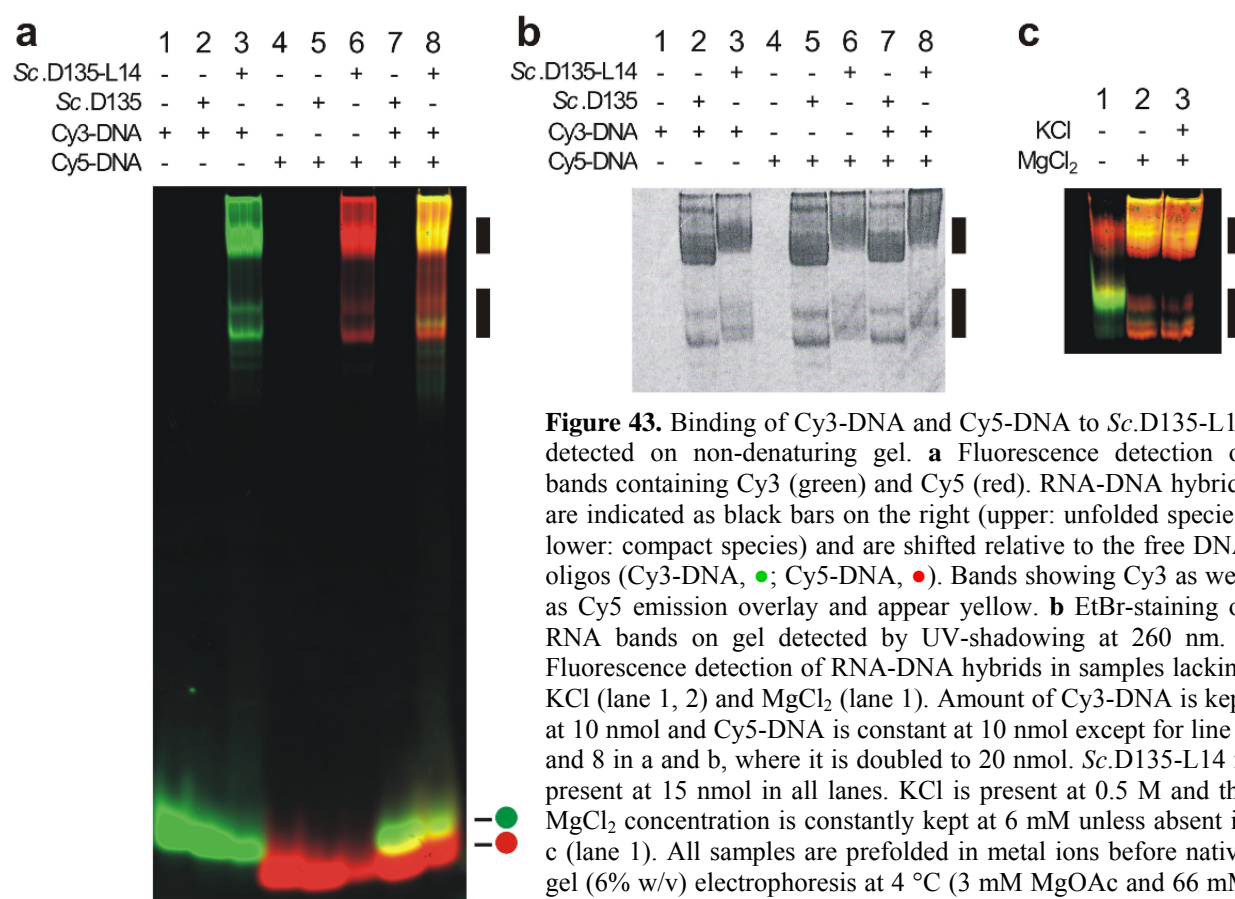 a
1 2 3 4 5 6 7 8
Sc.D135-L14 - - + - - + - +
Sc.D135 - + - - + - + -
Cy3-DNA + + + - - - + +
Cy5-DNA - - - + + + + +
b
1 2 3 4 5 6 7 8
Sc.D135-L14 - - + - - + - +
Sc.D135 - + - - + - + -
Cy3-DNA + + + - - - + +
Cy5-DNA - - - + + + + +
c
1 2 3
KCl - - +
MgCl₂ - + +
Figure 43. Binding of Cy3-DNA and Cy5-DNA to Sc.D135-L1
detected on non-denaturing gel. a Fluorescence detection o
bands containing Cy3 (green) and Cy5 (red). RNA-DNA hybrid
are indicated as black bars on the right (upper: unfolded specie
lower: compact species) and are shifted relative to the free DNA
oligos (Cy3-DNA, ●; Cy5-DNA, ●). Bands showing Cy3 as we
as Cy5 emission overlay and appear yellow. b EtBr-staining o
RNA bands on gel detected by UV-shadowing at 260 nm.
Fluorescence detection of RNA-DNA hybrids in samples lackin
KCl (lane 1, 2) and MgCl₂ (lane 1). Amount of Cy3-DNA is kep
at 10 nmol and Cy5-DNA is constant at 10 nmol except for line
and 8 in a and b, where it is doubled to 20 nmol. Sc.D135-L14
present at 15 nmol in all lanes. KCl is present at 0.5 M and th
MgCl₂ concentration is constantly kept at 6 mM unless absent i
c (lane 1). All samples are prefolded in metal ions before nativ
gel (6% w/v) electrophoresis at 4 °C (3 mM MgOAc and 66 mM